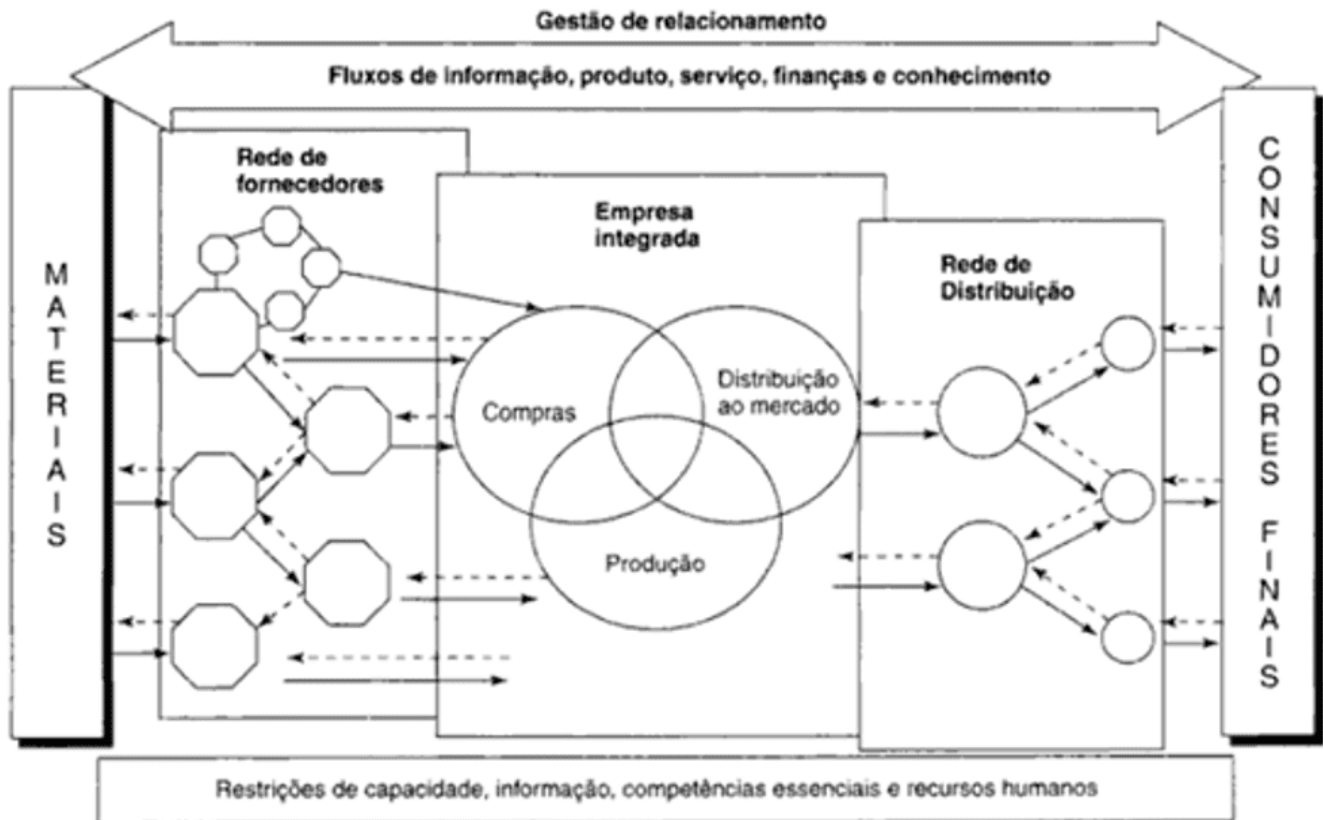 Gestão de relacionamento
Fluxos de informação, produto, serviço, finanças e conhecimento
MATERIAIS
Rede de
fornecedores
Empresa
integrada
Compras
Distribuição
ao mercado
Produção
Rede de
Distribuição
CONSUMIDORES FINAIS
Restrições de capacidade, informação, competências essenciais e recursos humanos